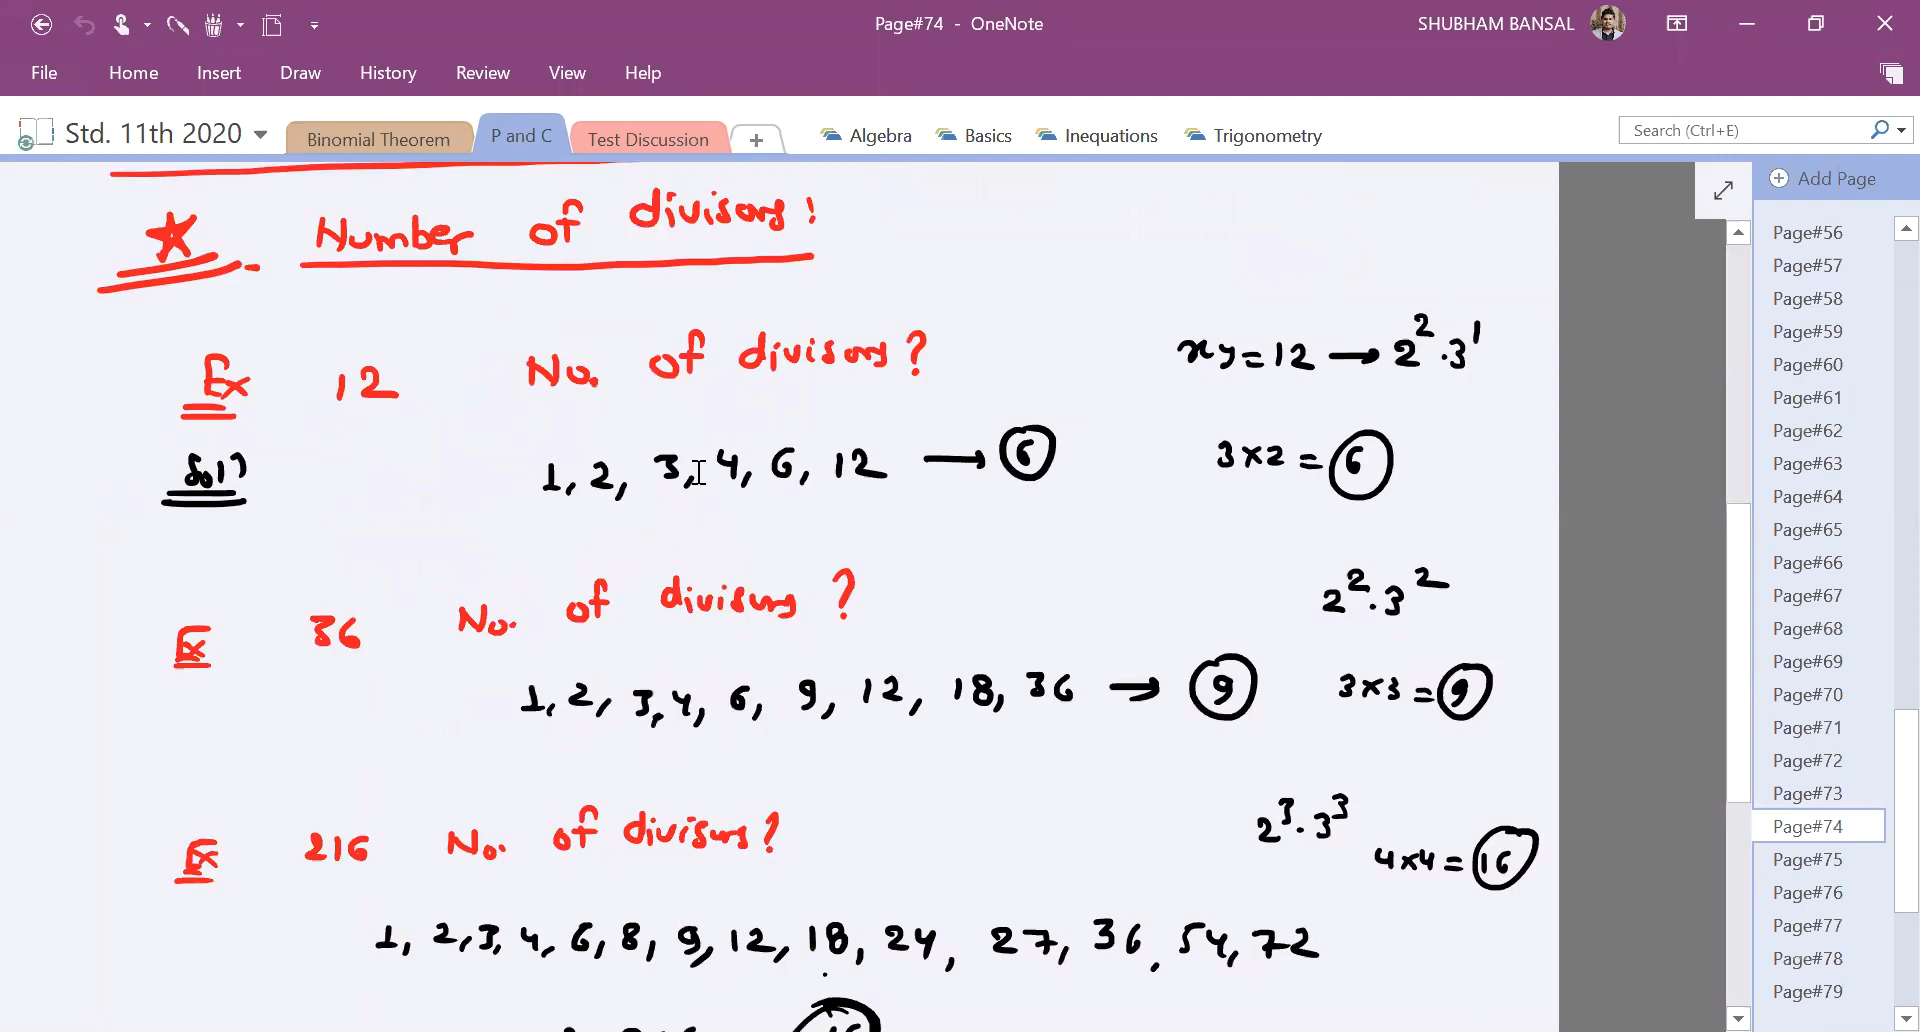 Page#74 - OneNote
SHUBHAM BANSAL
File Home Insert Draw History Review View Help
Std. 11th 2020
Binomial Theorem
P and C
Test Discussion
+
Algebra
Basics
Inequations
Trigonometry
Search (Ctrl+E)
Add Page
Number of divisors!
Ex 12 No. of divisors?
xy = 12 → 2² · 3¹
Solⁿ
1, 2, 3, 4, 6, 12 → 6
3 × 2 = 6
Ex 36 No. of divisors?
2² · 3²
1, 2, 3, 4, 6, 9, 12, 18, 36 → 9
3 × 3 = 9
Ex 216 No. of divisors?
2³ · 3³
4 × 4 = 16
1, 2, 3, 4, 6, 8, 9, 12, 18, 24, 27, 36, 54, 72
Page#56
Page#57
Page#58
Page#59
Page#60
Page#61
Page#62
Page#63
Page#64
Page#65
Page#66
Page#67
Page#68
Page#69
Page#70
Page#71
Page#72
Page#73
Page#74
Page#75
Page#76
Page#77
Page#78
Page#79